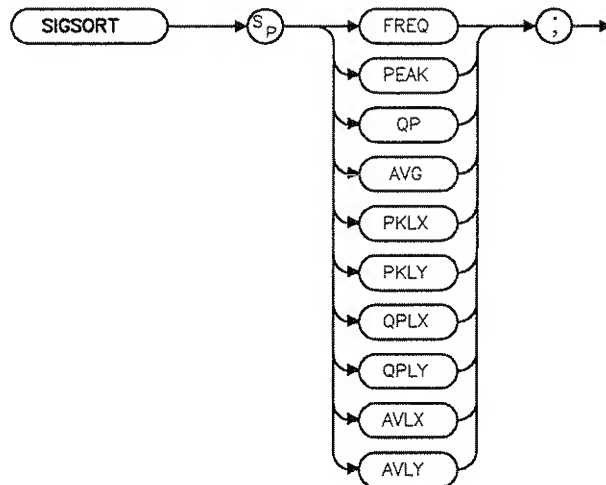 SIGSORT SP FREQ ;
PEAK
QP
AVG
PKLX
PKLY
QPLX
QPLY
AVLX
AVLY